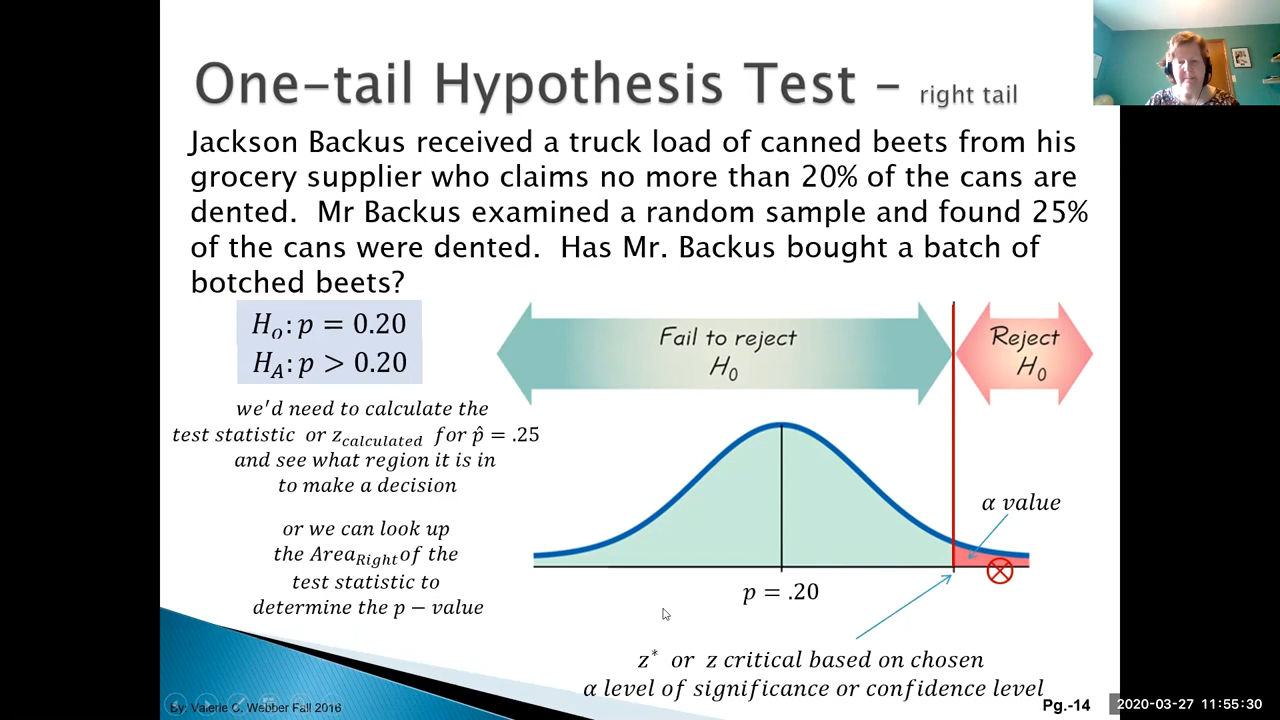 One-tail Hypothesis Test - right tail
Jackson Backus received a truck load of canned beets from his
grocery supplier who claims no more than 20% of the cans are
dented. Mr Backus examined a random sample and found 25%
of the cans were dented. Has Mr. Backus bought a batch of
botched beets?
Hₒ: p = 0.20
H_A: p > 0.20
we'd need to calculate the
test statistic or z_calculated for p̂ = .25
and see what region it is in
to make a decision
or we can look up
the Area_Right of the
test statistic to
determine the p − value
Fail to reject
H₀
Reject
H₀
α value
p = .20
z* or z critical based on chosen
α level of significance or confidence level
By: Valerie C. Webber Fall 2016
Pg.-14
2020-03-27 11:55:30